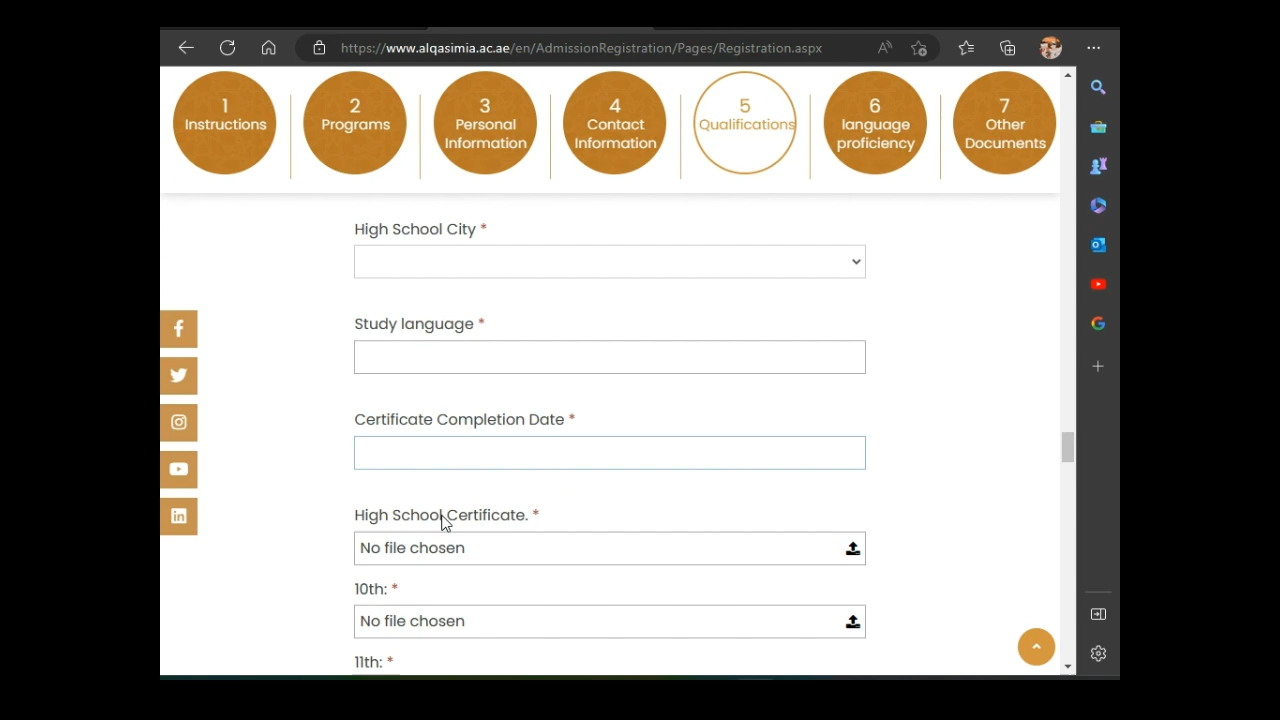 https://www.alqasimia.ac.ae/en/AdmissionRegistration/Pages/Registration.aspx
1 Instructions
2 Programs
3 Personal Information
4 Contact Information
5 Qualifications
6 language proficiency
7 Other Documents
High School City *
Study language *
Certificate Completion Date *
High School Certificate. *
No file chosen
10th: *
No file chosen
11th: *